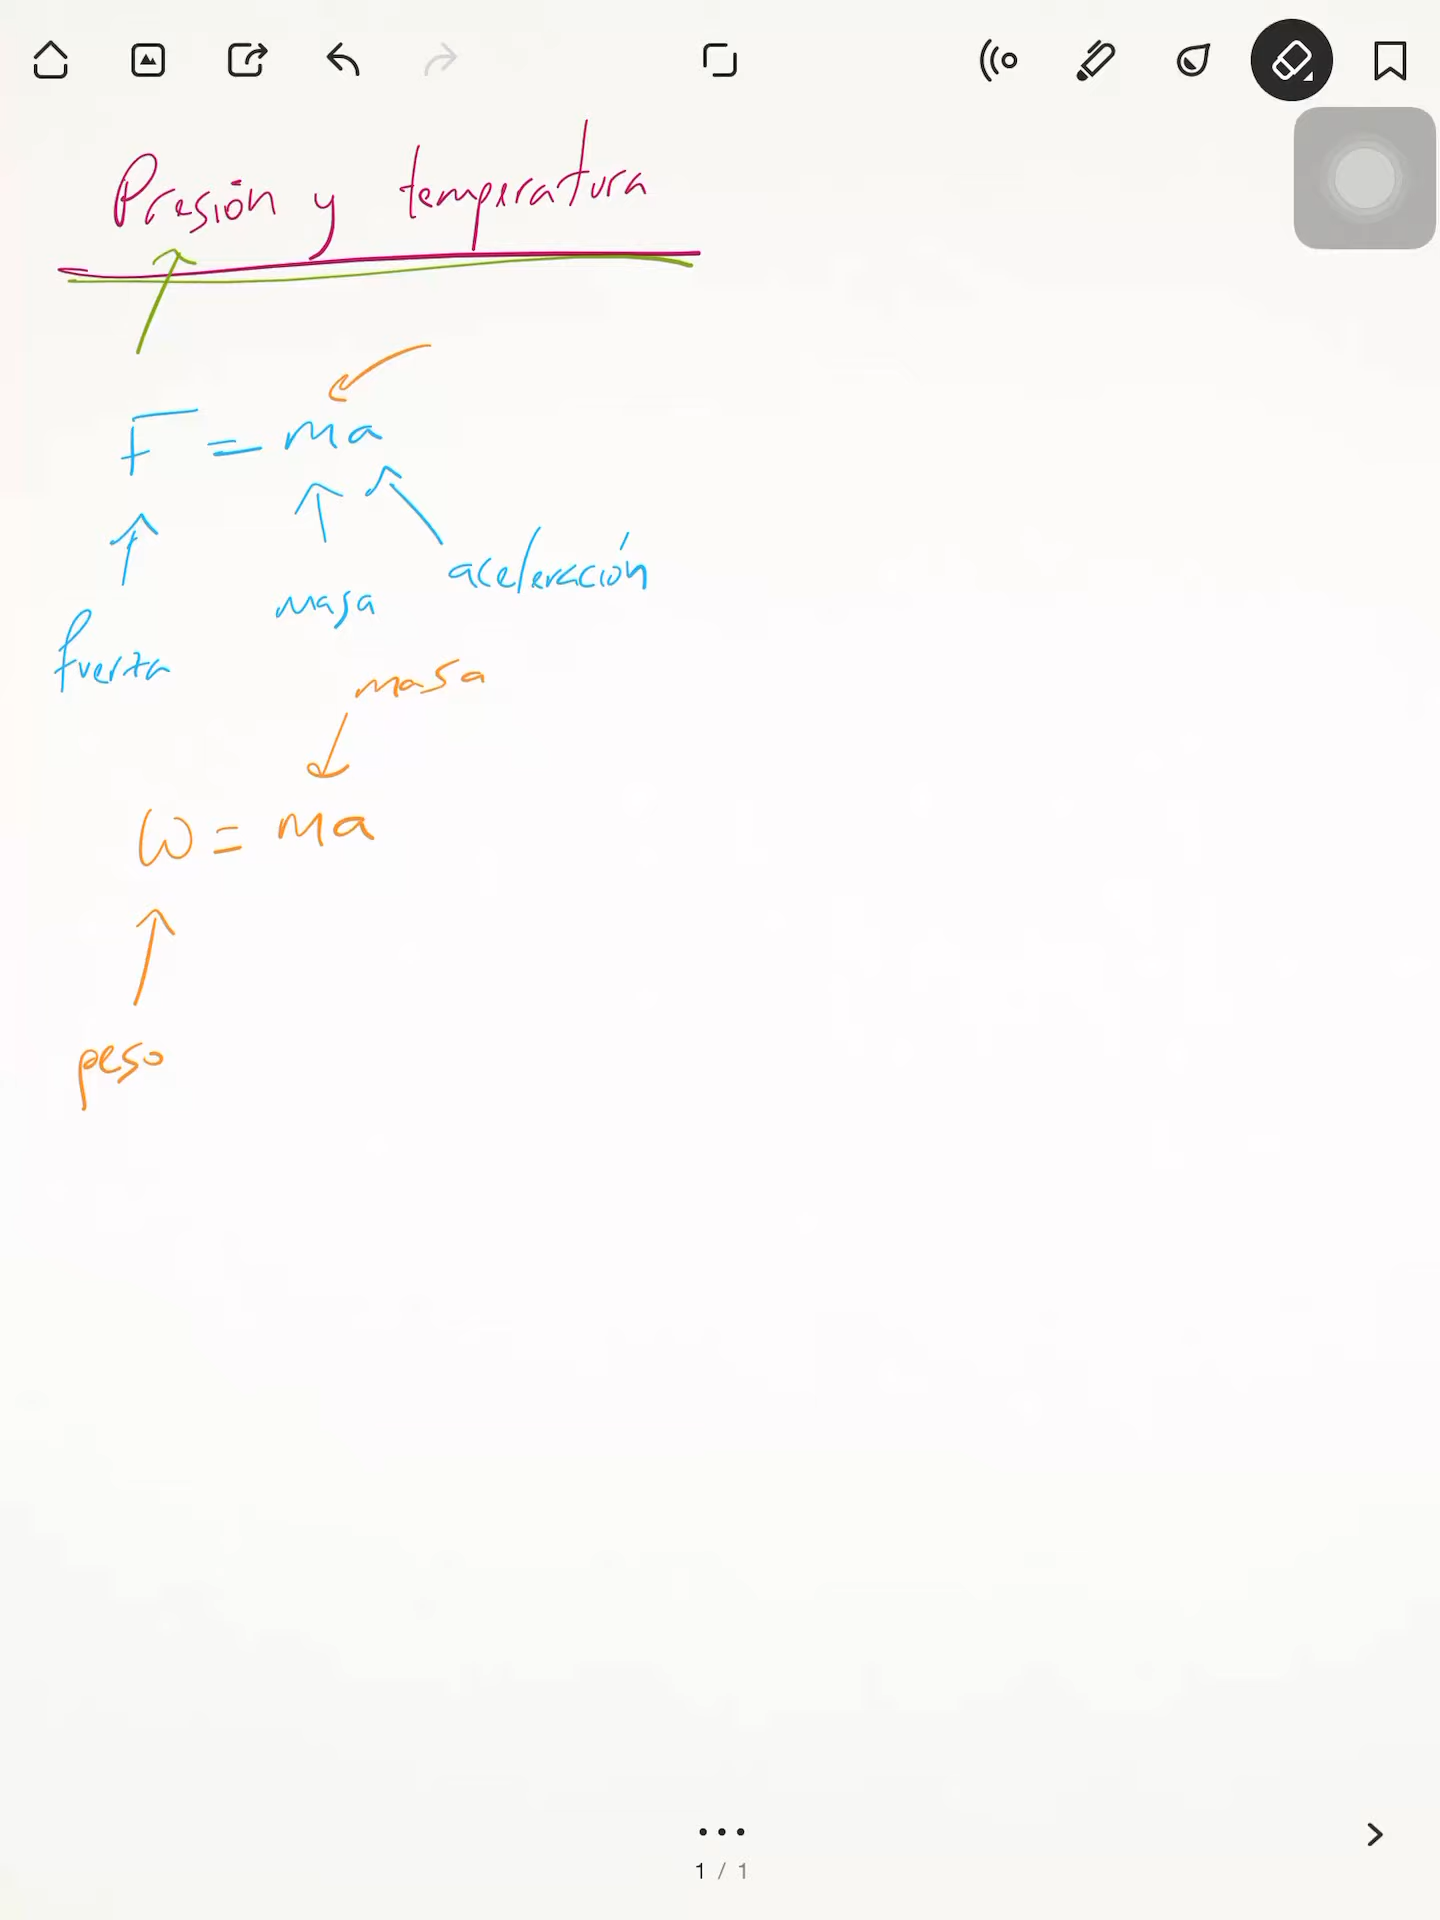 Presión y temperatura
F = ma
aceleración
masa
fuerza
masa
W = ma
peso
1 / 1